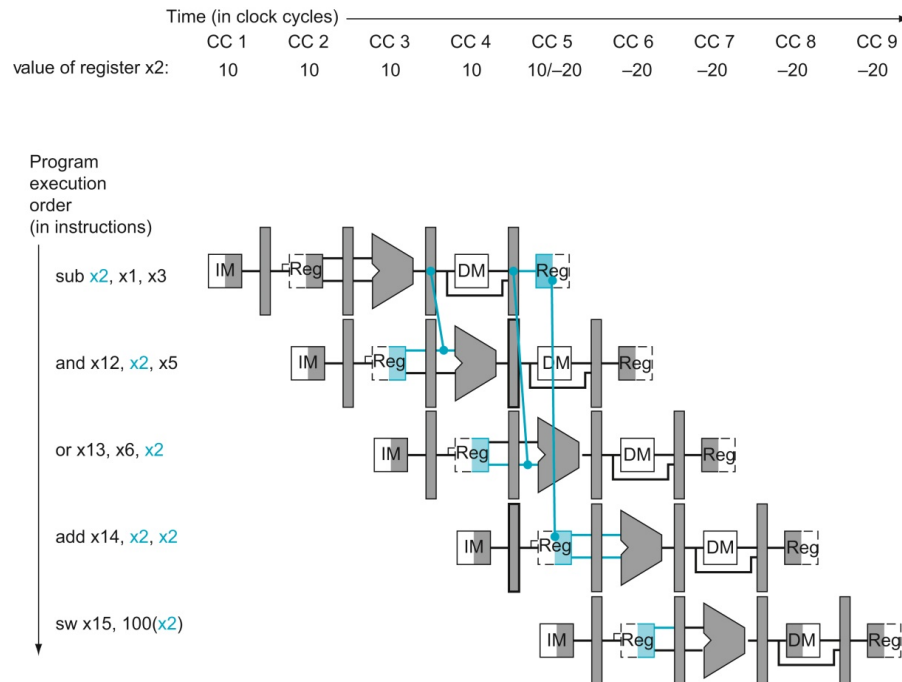 Time (in clock cycles)
CC 1 CC 2 CC 3 CC 4 CC 5 CC 6 CC 7 CC 8 CC 9
value of register x2: 10 10 10 10 10/–20 –20 –20 –20 –20
Program
execution
order
(in instructions)
sub x2, x1, x3
IM Reg DM Reg
and x12, x2, x5
IM Reg DM Reg
or x13, x6, x2
IM Reg DM Reg
add x14, x2, x2
IM Reg DM Reg
sw x15, 100(x2)
IM Reg DM Reg